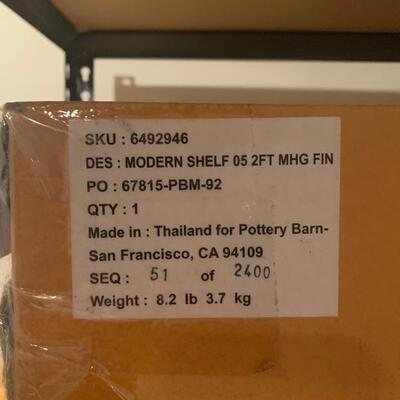 SKU : 6492946
DES : MODERN SHELF 05 2FT MHG FIN
PO : 67815-PBM-92
QTY : 1
Made in : Thailand for Pottery Barn-
San Francisco, CA 94109
SEQ : 51 of 2400
Weight : 8.2 lb 3.7 kg